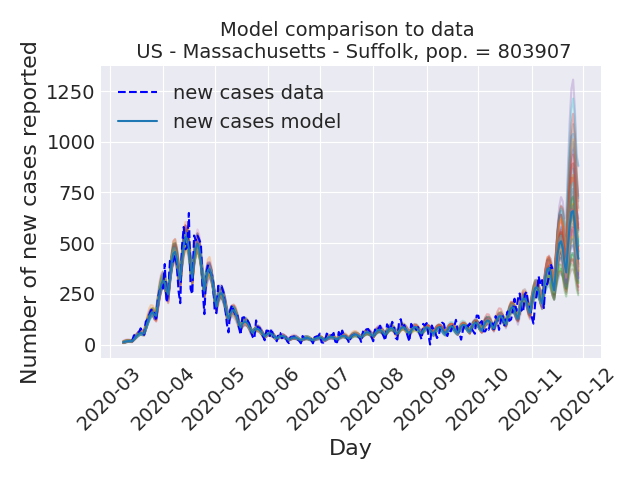 Model comparison to data
US - Massachusetts - Suffolk, pop. = 803907
Number of new cases reported
1250
1000
750
500
250
0
new cases data
new cases model
2020-03
2020-04
2020-05
2020-06
2020-07
2020-08
2020-09
2020-10
2020-11
2020-12
Day